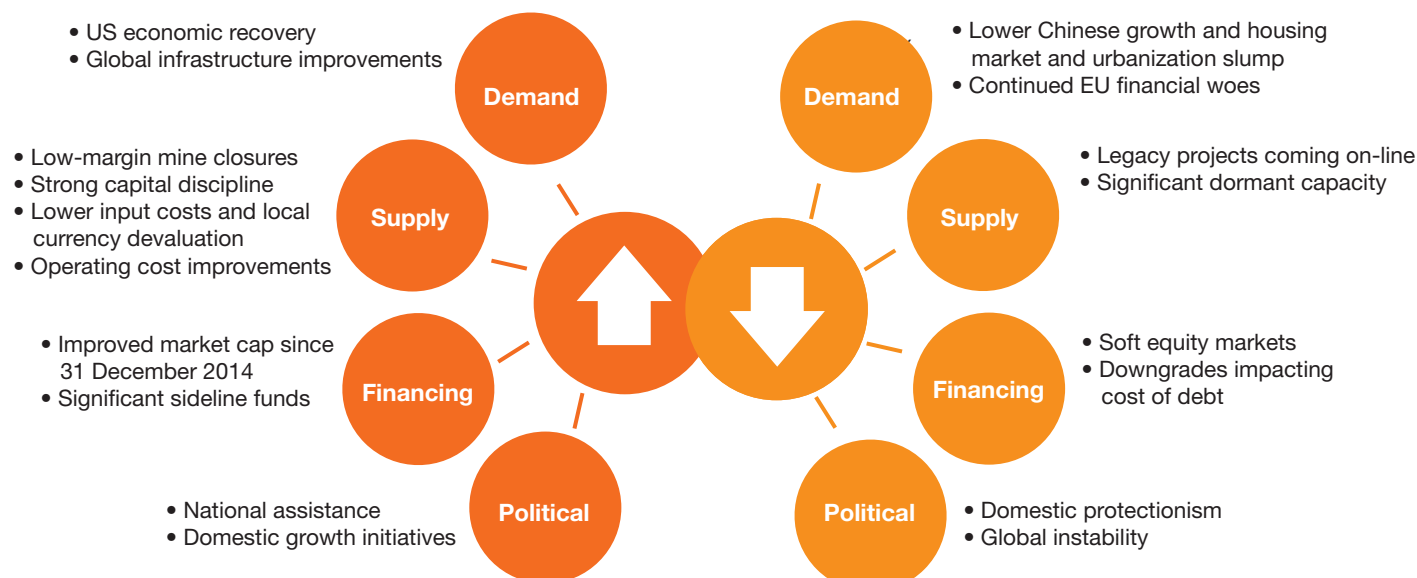 • US economic recovery
• Global infrastructure improvements
Demand
• Low-margin mine closures
• Strong capital discipline
• Lower input costs and local
currency devaluation
• Operating cost improvements
Supply
• Improved market cap since
31 December 2014
• Significant sideline funds
Financing
• National assistance
• Domestic growth initiatives
Political
Demand
• Lower Chinese growth and housing
market and urbanization slump
• Continued EU financial woes
Supply
• Legacy projects coming on-line
• Significant dormant capacity
Financing
• Soft equity markets
• Downgrades impacting
cost of debt
Political
• Domestic protectionism
• Global instability